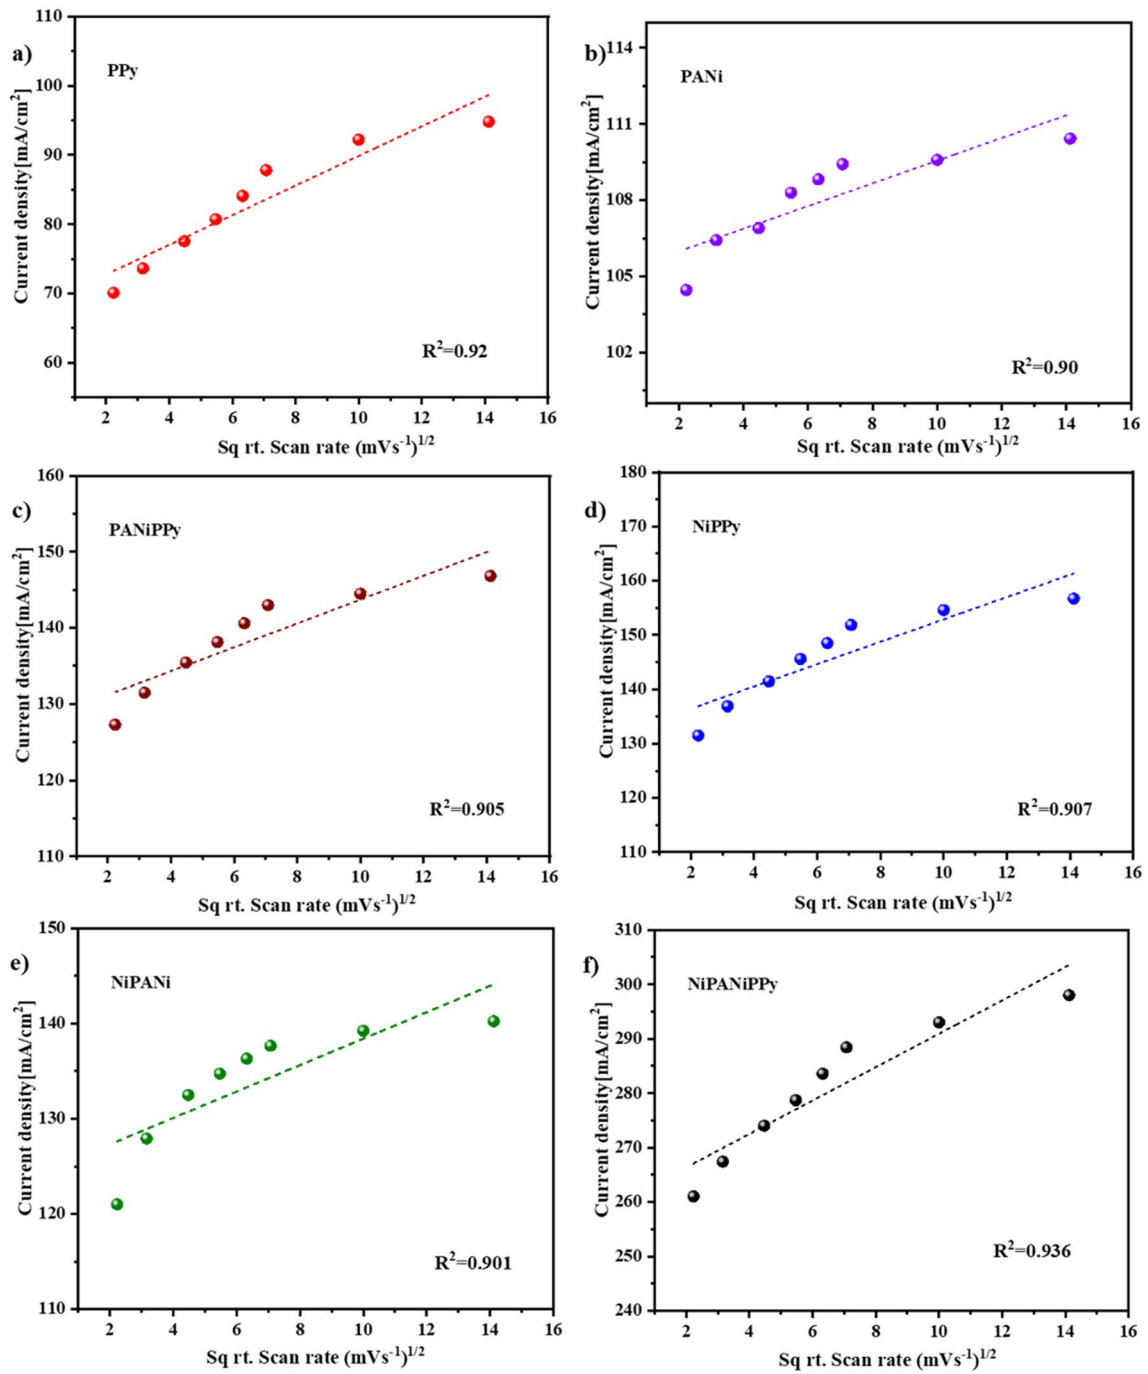 a)
PPy
110
100
90
80
70
60
Current density[mA/cm²]
R²=0.92
2 4 6 8 10 12 14 16
Sq rt. Scan rate (mVs⁻¹)¹/²
b)
PANi
114
111
108
105
102
Current density[mA/cm²]
R²=0.90
2 4 6 8 10 12 14 16
Sq rt. Scan rate (mVs⁻¹)¹/²
c)
PANiPPy
160
150
140
130
120
110
Current density[mA/cm²]
R²=0.905
2 4 6 8 10 12 14 16
Sq rt. Scan rate (mVs⁻¹)¹/²
d)
NiPPy
180
170
160
150
140
130
120
110
Current density[mA/cm²]
R²=0.907
2 4 6 8 10 12 14 16
Sq rt. Scan rate (mVs⁻¹)¹/²
e)
NiPANi
150
140
130
120
110
Current density[mA/cm²]
R²=0.901
2 4 6 8 10 12 14 16
Sq rt. Scan rate (mVs⁻¹)¹/²
f)
NiPANiPPy
310
300
290
280
270
260
250
240
Current density[mA/cm²]
R²=0.936
2 4 6 8 10 12 14 16
Sq rt. Scan rate (mVs⁻¹)¹/²